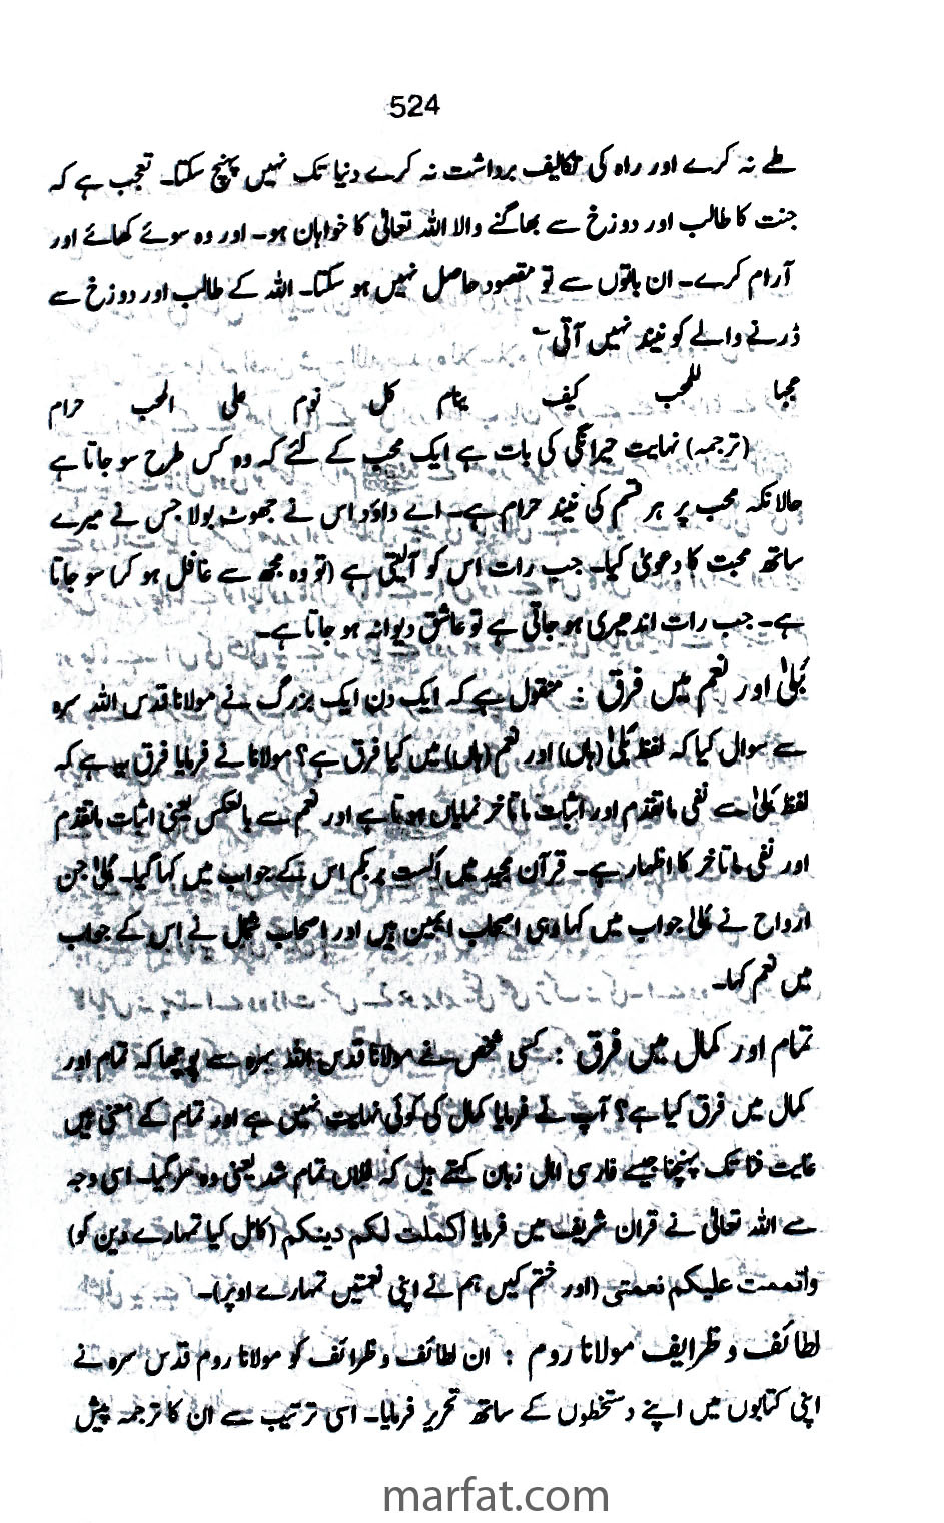 524
طے نہ کرے اور راہ کی تکالیف برداشت نہ کرے دنیا تک نہیں پہنچ سکتا۔ تعجب ہے کہ
جنت کا طالب اور دوزخ سے بھاگنے والا اللہ تعالیٰ کا خواہان ہو۔ اور وہ سوئے کھائے اور
آرام کرے۔ ان باتوں سے تو مقصود حاصل نہیں ہو سکتا۔ اللہ کے طالب اور دوزخ سے
ڈرنے والے کو نیند نہیں آتی ؎
عجبا للمحب کیف ینام کل نوم علی المحب حرام
(ترجمہ) نہایت حیرانگی کی بات ہے ایک محب کے لئے کہ وہ کس طرح سو جاتا ہے
حالانکہ محب پر ہر قسم کی نیند حرام ہے۔ اے داؤد اس نے جھوٹ بولا جس نے میرے
ساتھ محبت کا دعویٰ کیا۔ جب رات اس کو آلیتی ہے (تو وہ مجھ سے غافل ہو کر) سو جاتا
ہے۔ جب رات اندھیری ہو جاتی ہے تو عاشق دیوانہ ہو جاتا ہے۔
بَلیٰ اور نعم میں فرق : منقول ہے کہ ایک دن ایک بزرگ نے مولانا قدس اللہ سرہ
سے سوال کیا کہ لفظ بَلیٰ (ہاں) اور نعم (ہاں) میں کیا فرق ہے؟ مولانا نے فرمایا فرق یہ ہے کہ
لفظ بَلیٰ سے نفی ماتقدم اور اثبات ماتاخر نمایاں ہوتا ہے اور نعم سے بالعکس یعنی اثبات ماتقدم
اور نفی ماتاخر کا اظہار ہے۔ قرآن مجید میں اَلست بربکم اس کے جواب میں کہا گیا۔ بَلیٰ جن
ارواح نے بَلیٰ جواب میں کہا وہی اصحاب الیمین ہیں اور اصحاب شمال نے اس کے جواب
میں نعم کہا۔
تمام اور کمال میں فرق : کسی شخص نے مولانا قدس اللہ سرہ سے پوچھا کہ تمام اور
کمال میں فرق کیا ہے؟ آپ نے فرمایا کمال کی کوئی نہایت نہیں ہے اور تمام کے معنی ہیں
غایت فنا تک پہنچنا جیسے فارسی اہل زبان کہتے ہیں کہ فلاں تمام شد یعنی وہ مر گیا۔ اسی وجہ
سے اللہ تعالیٰ نے قران شریف میں فرمایا اکملت لکم دینکم (کامل کیا تمہارے دین کو)
واتممت علیکم نعمتی (اور ختم کیں ہم نے اپنی نعمتیں تمہارے اوپر)۔
لطائف و ظرایف مولانا روم : ان لطائف و ظرائف کو مولانا روم قدس سرہ نے
اپنی کتابوں میں اپنے دستخطوں کے ساتھ تحریر فرمایا۔ اسی ترتیب سے ان کا ترجمہ پیش
marfat.com